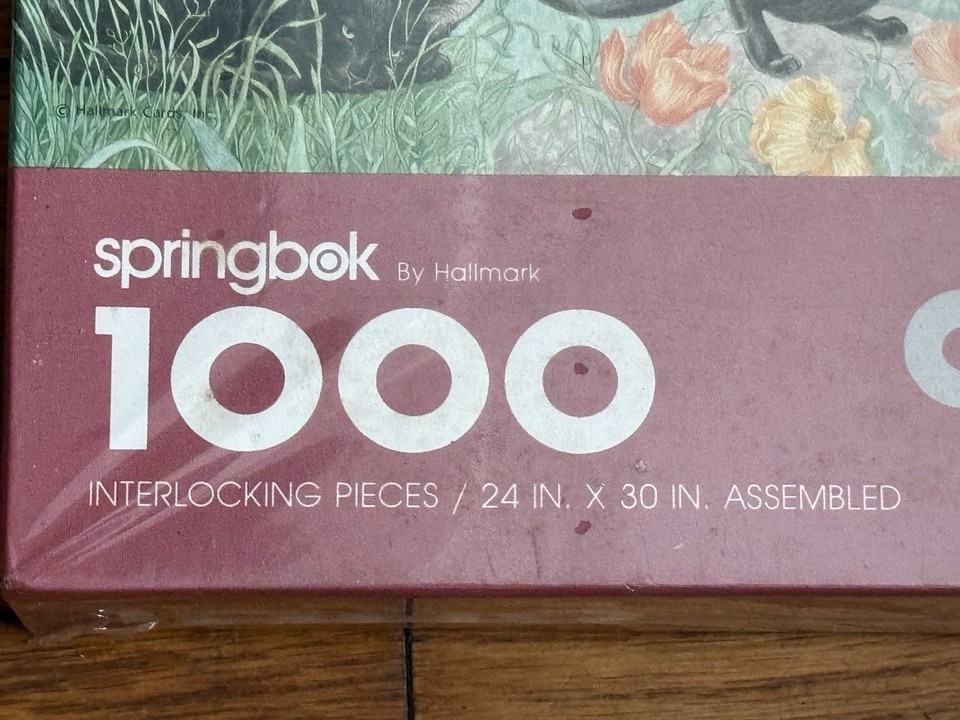 © Hallmark Cards, Inc.
springbok By Hallmark
1000
INTERLOCKING PIECES / 24 IN. X 30 IN. ASSEMBLED